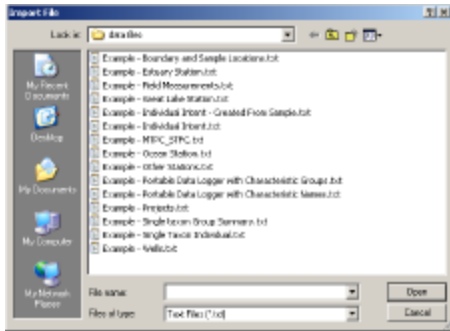 Import File
Look in: data files
My Recent
Documents
Desktop
My Documents
My Computer
My Network
Places
Example - Boundary and Sample Locations.txt
Example - Estuary Station.txt
Example - Field Measurements.txt
Example - Great Lake Station.txt
Example - Individual Intent - Created From Sample.txt
Example - Individual Intent.txt
Example - MTPC_STPC.txt
Example - Ocean Station.txt
Example - Other Stations.txt
Example - Portable Data Logger with Characteristic Groups.txt
Example - Portable Data Logger with Characteristic Names.txt
Example - Projects.txt
Example - Single taxon Group Summary.txt
Example - Single Taxon Individual.txt
Example - Wells.txt
File name:
Open
Files of type: Text Files (*.txt)
Cancel